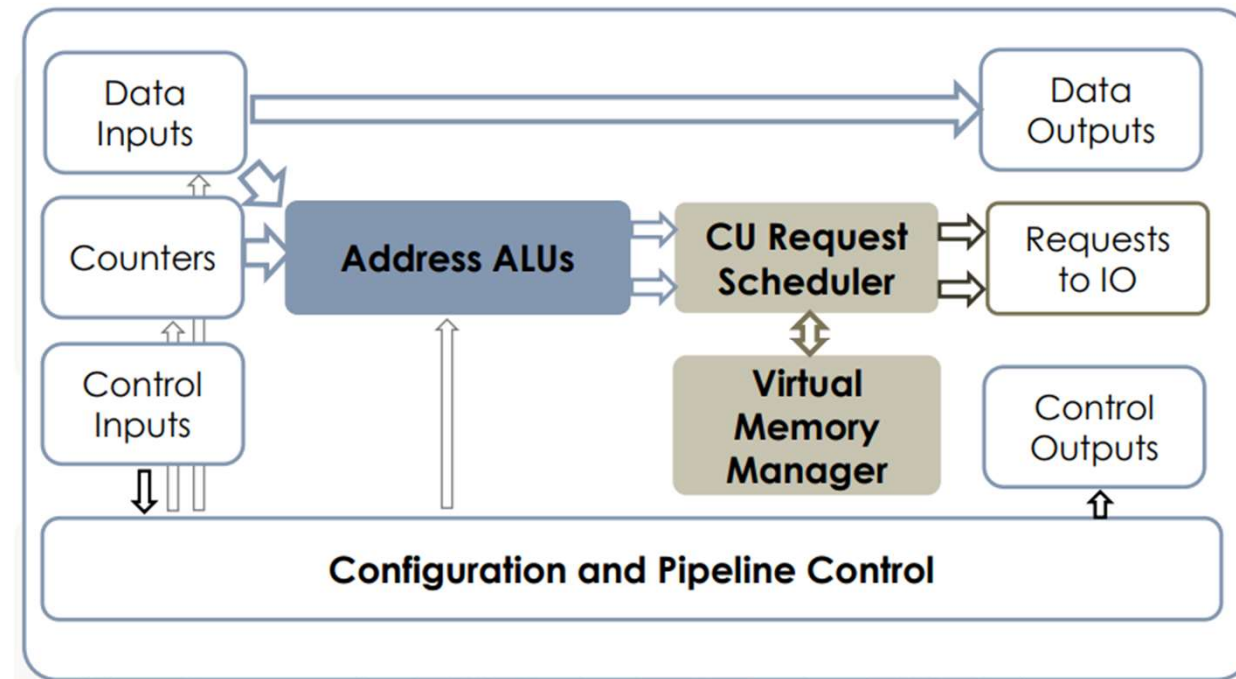 Data
Inputs
Data
Outputs
Counters
Address ALUs
CU Request
Scheduler
Requests
to IO
Control
Inputs
Virtual
Memory
Manager
Control
Outputs
Configuration and Pipeline Control